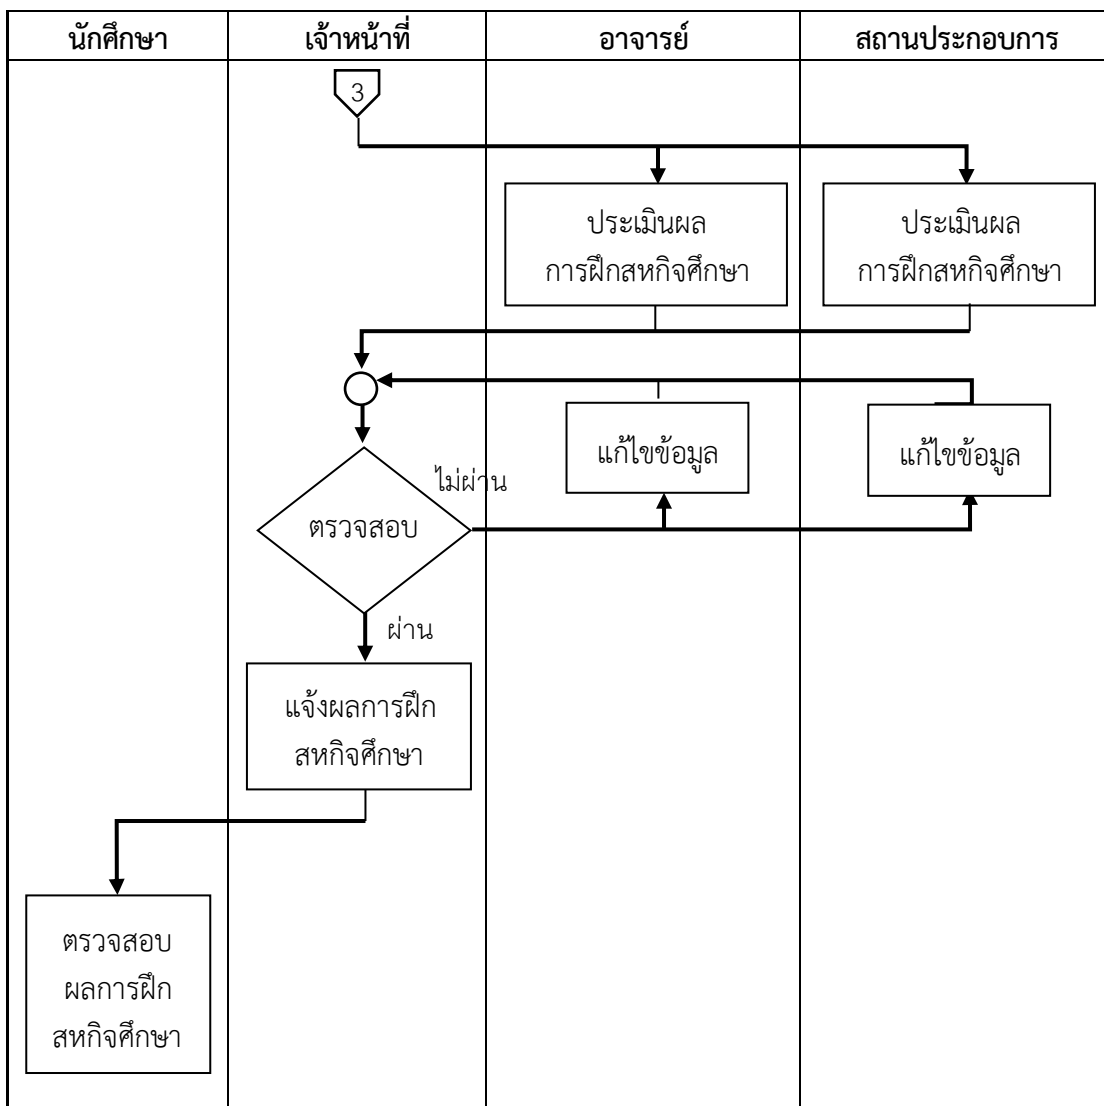 นักศึกษา
เจ้าหน้าที่
อาจารย์
สถานประกอบการ
3
ประเมินผล
การฝึกสหกิจศึกษา
ประเมินผล
การฝึกสหกิจศึกษา
แก้ไขข้อมูล
แก้ไขข้อมูล
ไม่ผ่าน
ตรวจสอบ
ผ่าน
แจ้งผลการฝึก
สหกิจศึกษา
ตรวจสอบ
ผลการฝึก
สหกิจศึกษา